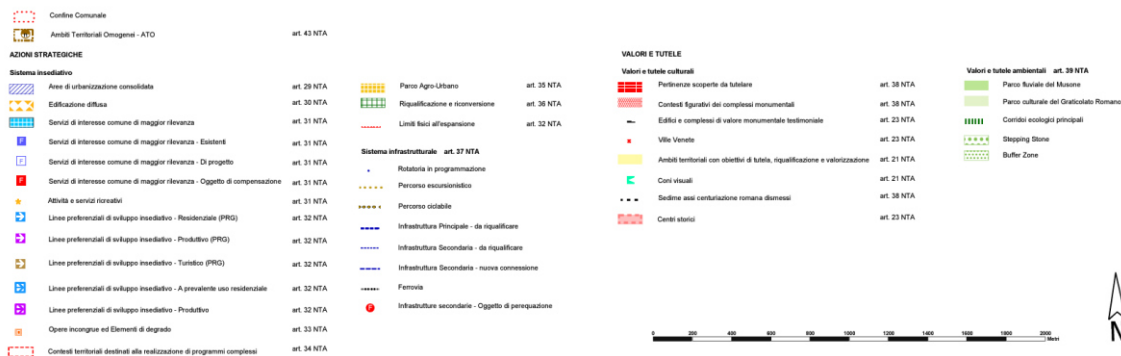 Confine Comunale
Ambiti Territoriali Omogenei - ATO art. 43 NTA
AZIONI STRATEGICHE
Sistema insediativo
Aree di urbanizzazione consolidata art. 29 NTA
Edificazione diffusa art. 30 NTA
Servizi di interesse comune di maggior rilevanza art. 31 NTA
F Servizi di interesse comune di maggior rilevanza - Esistenti art. 31 NTA
F Servizi di interesse comune di maggior rilevanza - Di progetto art. 31 NTA
F Servizi di interesse comune di maggior rilevanza - Oggetto di compensazione art. 31 NTA
Attività e servizi ricreativi art. 31 NTA
Linee preferenziali di sviluppo insediativo - Residenziale (PRG) art. 32 NTA
Linee preferenziali di sviluppo insediativo - Produttivo (PRG) art. 32 NTA
Linee preferenziali di sviluppo insediativo - Turistico (PRG) art. 32 NTA
Linee preferenziali di sviluppo insediativo - A prevalente uso residenziale art. 32 NTA
Linee preferenziali di sviluppo insediativo - Produttivo art. 32 NTA
Opere incongrue ed Elementi di degrado art. 33 NTA
Contesti territoriali destinati alla realizzazione di programmi complessi art. 34 NTA
Parco Agro-Urbano art. 35 NTA
Riqualificazione e riconversione art. 36 NTA
Limiti fisici all'espansione art. 32 NTA
Sistema infrastrutturale art. 37 NTA
Rotatoria in programmazione
Percorso escursionistico
Percorso ciclabile
Infrastruttura Principale - da riqualificare
Infrastruttura Secondaria - da riqualificare
Infrastruttura Secondaria - nuova connessione
Ferrovia
F Infrastrutture secondarie - Oggetto di perequazione
VALORI E TUTELE
Valori e tutele culturali
Pertinenze scoperte da tutelare art. 38 NTA
Contesti figurativi dei complessi monumentali art. 38 NTA
Edifici e complessi di valore monumentale testimoniale art. 23 NTA
Ville Venete art. 23 NTA
Ambiti territoriali con obiettivi di tutela, riqualificazione e valorizzazione art. 21 NTA
Coni visuali art. 21 NTA
Sedime assi centuriazione romana dismessi art. 38 NTA
Centri storici art. 23 NTA
Valori e tutele ambientali art. 39 NTA
Parco fluviale del Musone
Parco culturale del Graticolato Romano
Corridoi ecologici principali
Stepping Stone
Buffer Zone
0 200 400 600 800 1000 1200 1400 1600 1800 2000
Metri
N